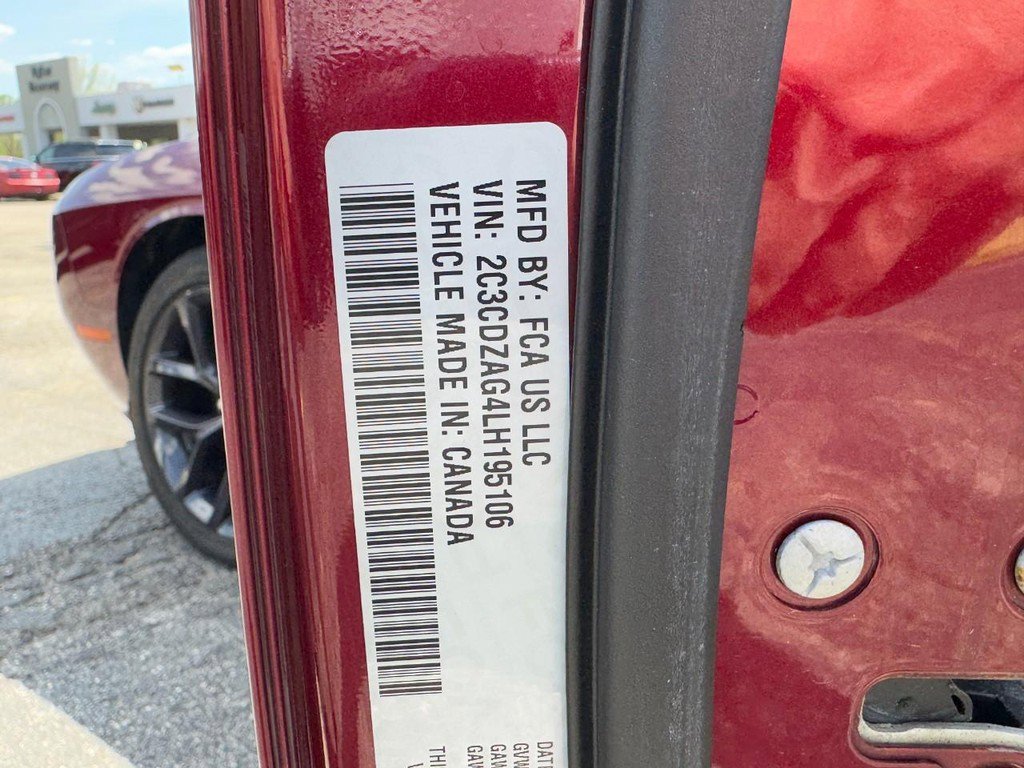 MFD BY: FCA US LLC
VIN: 2C3CDZAG4LH195106
VEHICLE MADE IN: CANADA